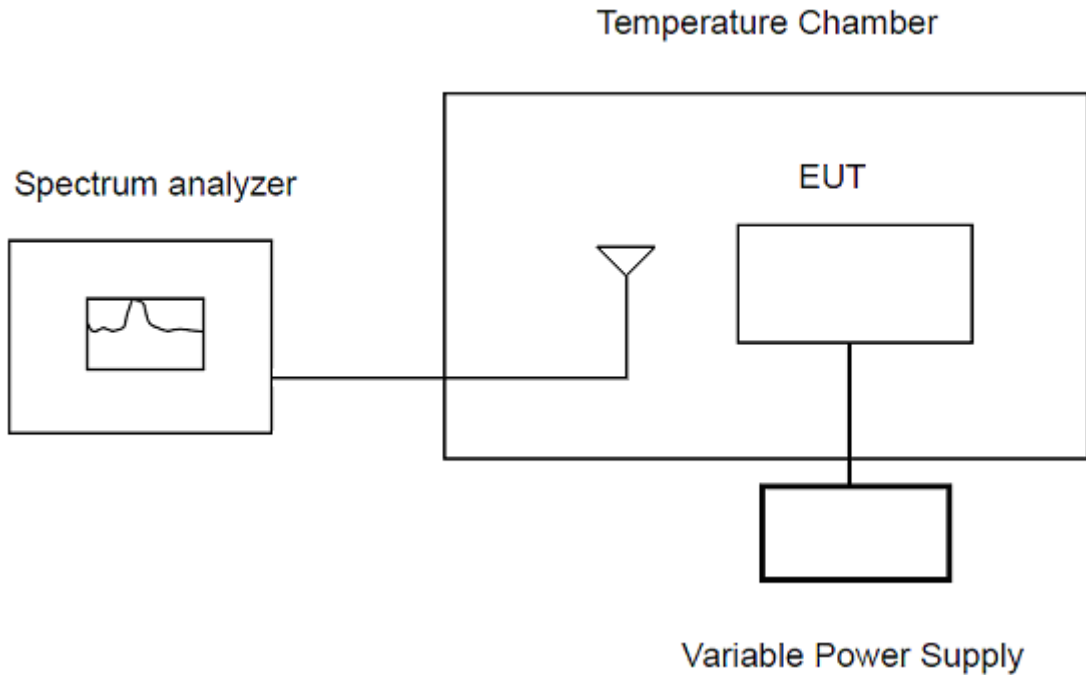 Temperature Chamber
Spectrum analyzer
EUT
Variable Power Supply